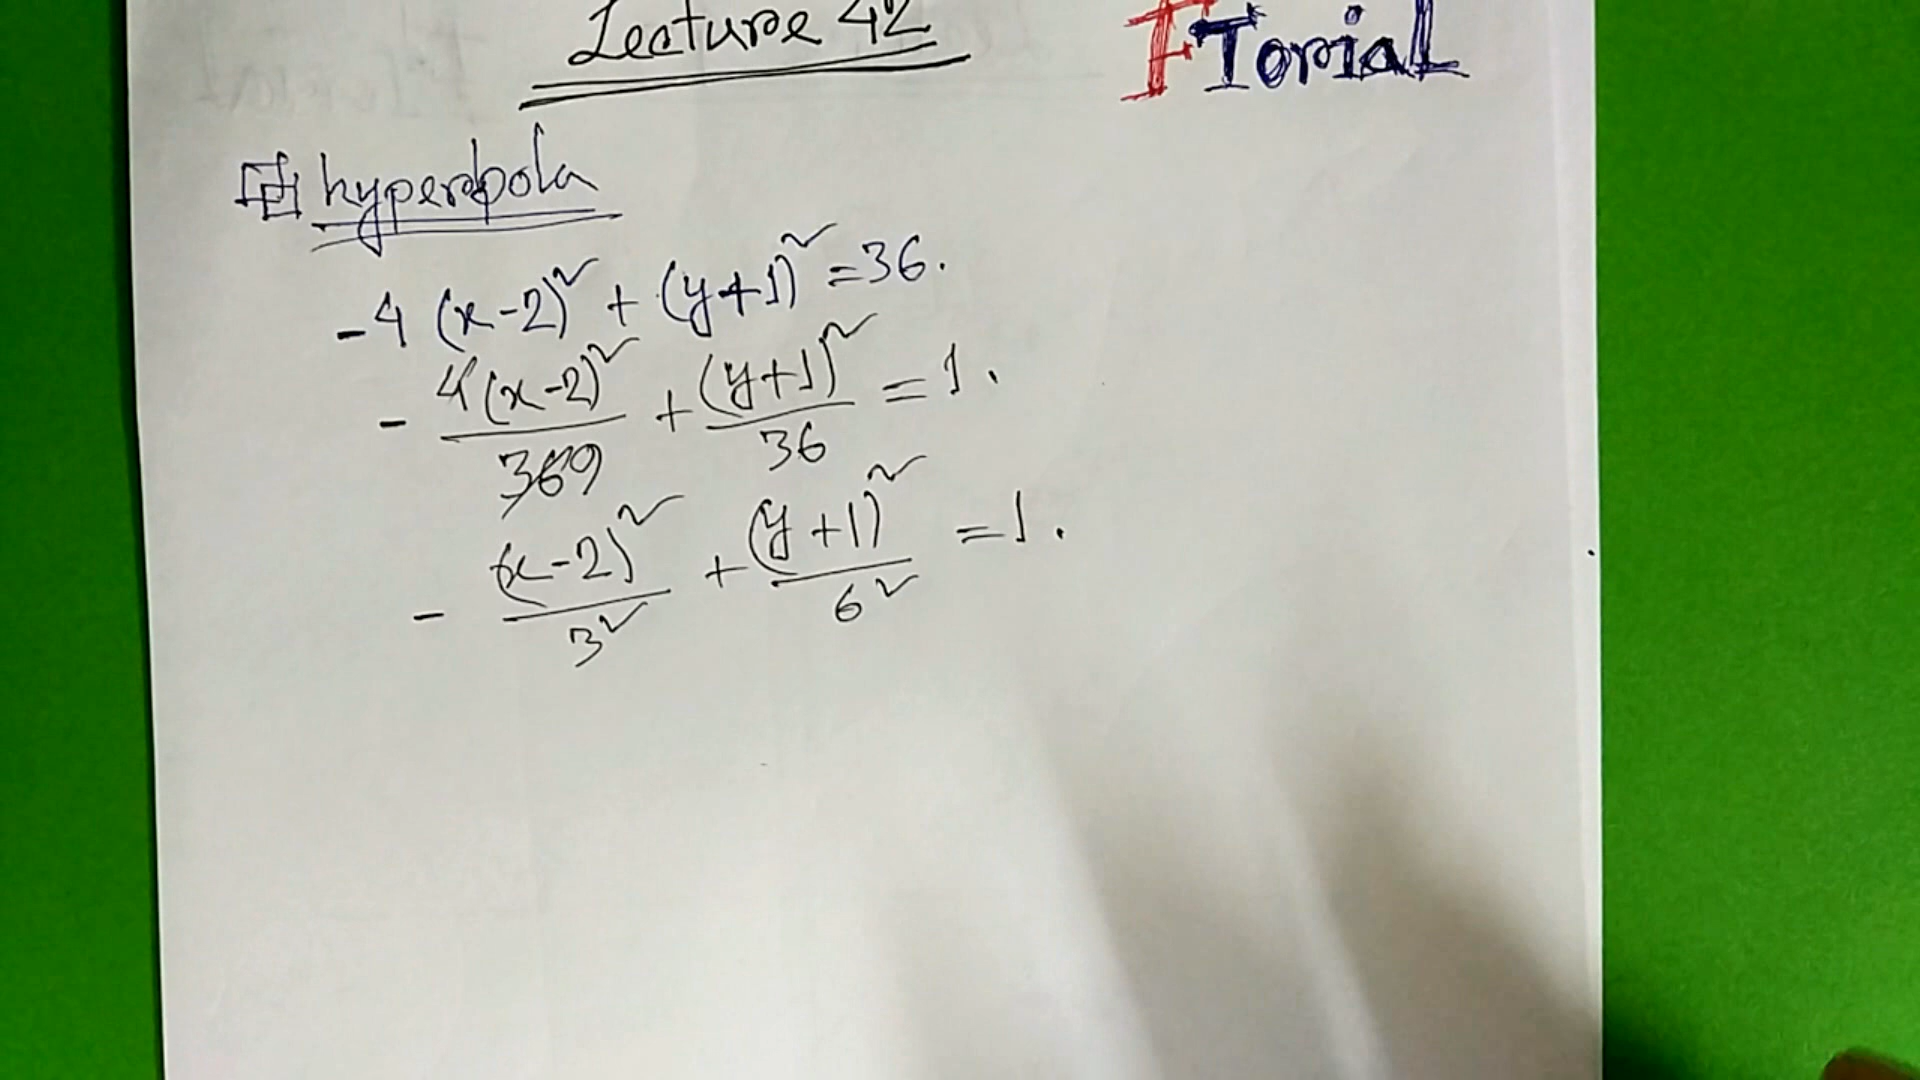 Lecture 42
FTorial
hyperbola
-4 (x-2)² + (y+1)² = 36.
- 4(x-2)²/369 + (y+1)²/36 = 1.
- (x-2)²/3² + (y+1)²/6² = 1.